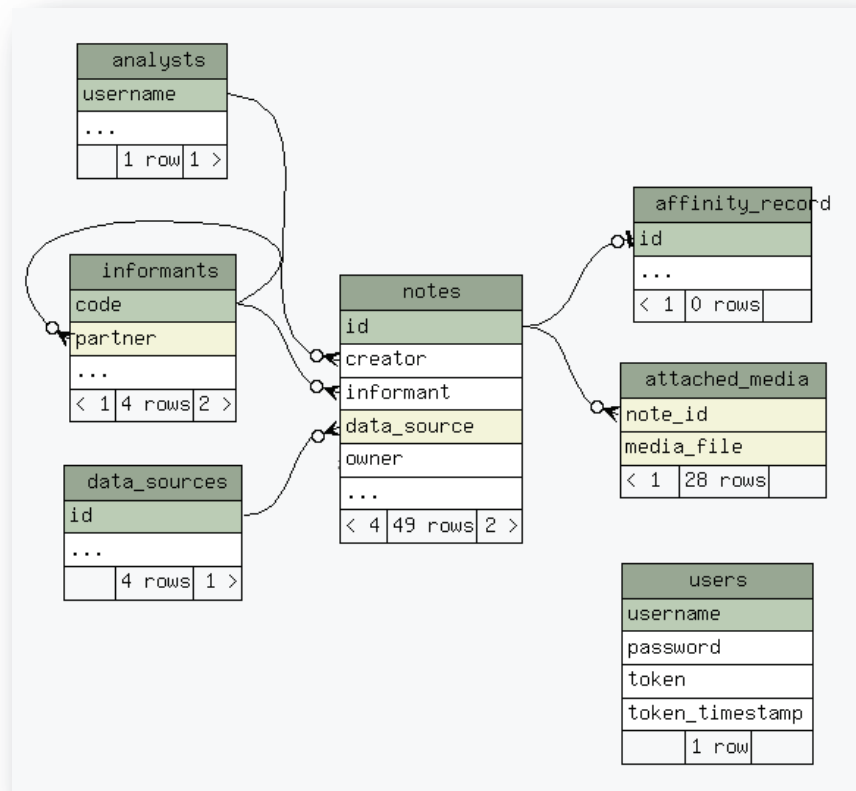 analysts
username
...
1 row 1 >
informants
code
partner
...
< 1 4 rows 2 >
data_sources
id
...
4 rows 1 >
notes
id
creator
informant
data_source
owner
...
< 4 49 rows 2 >
affinity_record
id
...
< 1 0 rows
attached_media
note_id
media_file
< 1 28 rows
users
username
password
token
token_timestamp
1 row